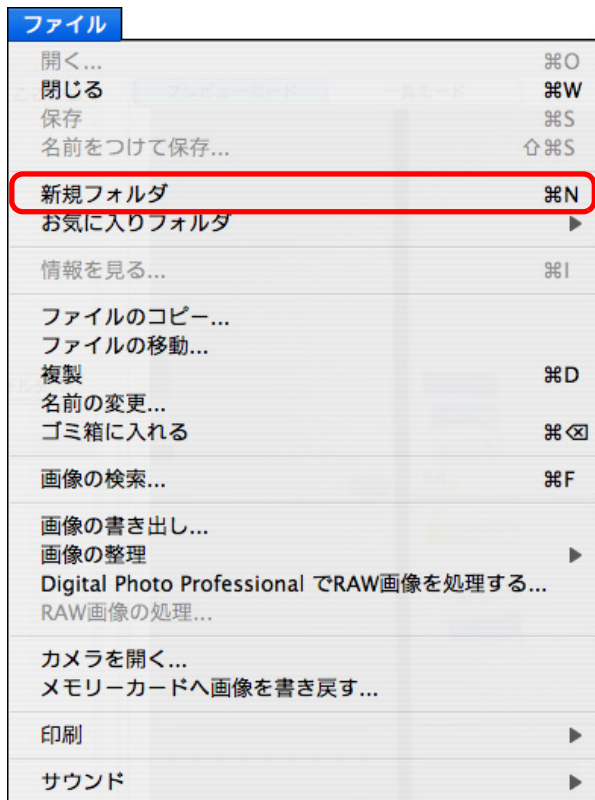 ファイル
開く... ⌘O
閉じる ⌘W
保存 ⌘S
名前をつけて保存... ⇧⌘S
新規フォルダ ⌘N
お気に入りフォルダ ▶
情報を見る... ⌘I
ファイルのコピー...
ファイルの移動...
複製 ⌘D
名前の変更...
ゴミ箱に入れる ⌘⌫
画像の検索... ⌘F
画像の書き出し...
画像の整理 ▶
Digital Photo Professional でRAW画像を処理する...
RAW画像の処理...
カメラを開く...
メモリーカードへ画像を書き戻す...
印刷 ▶
サウンド ▶